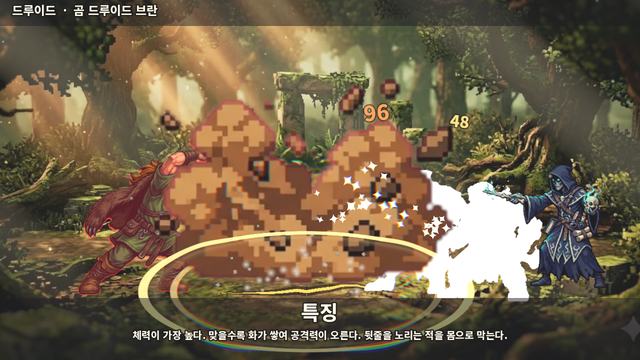 드루이드 · 곰 드루이드 브란
96
48
특징
체력이 가장 높다. 맞을수록 화가 쌓여 공격력이 오른다. 뒷줄을 노리는 적을 몸으로 막는다.